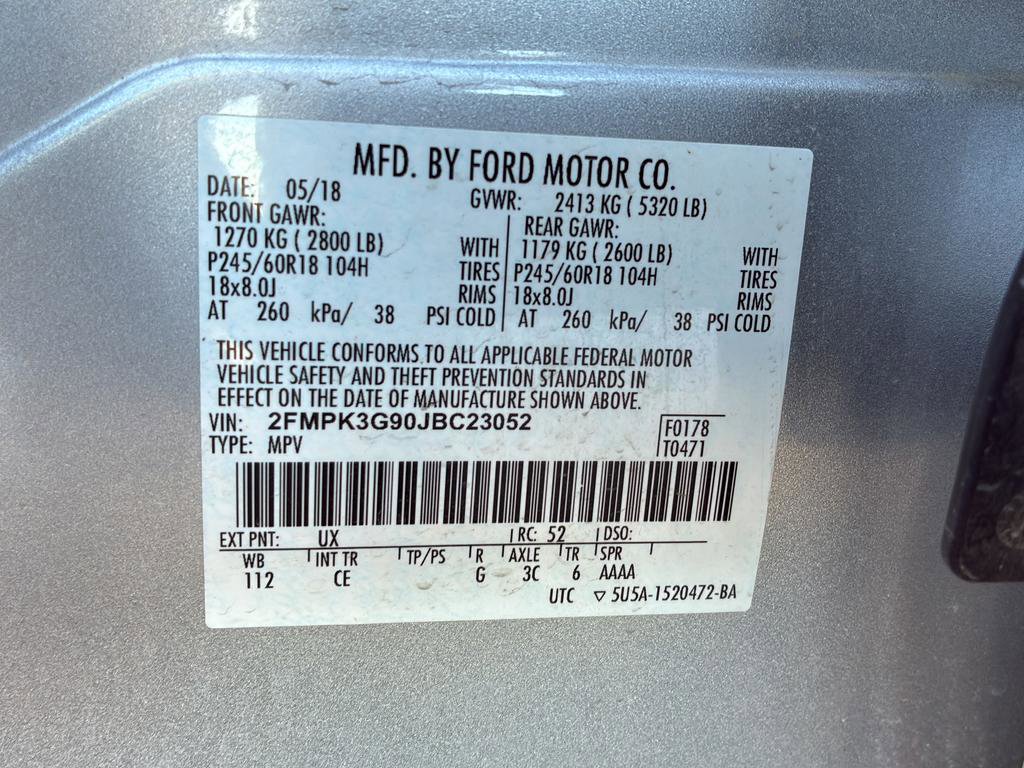 MFD. BY FORD MOTOR CO.
DATE: 05/18 GVWR: 2413 KG ( 5320 LB)
FRONT GAWR: REAR GAWR:
1270 KG ( 2800 LB) WITH 1179 KG ( 2600 LB) WITH
P245/60R18 104H TIRES P245/60R18 104H TIRES
18x8.0J RIMS 18x8.0J RIMS
AT 260 kPa/ 38 PSI COLD AT 260 kPa/ 38 PSI COLD
THIS VEHICLE CONFORMS TO ALL APPLICABLE FEDERAL MOTOR
VEHICLE SAFETY AND THEFT PREVENTION STANDARDS IN
EFFECT ON THE DATE OF MANUFACTURE SHOWN ABOVE.
VIN: 2FMPK3G90JBC23052 F0178
TYPE: MPV T0471
EXT PNT: UX RC: 52 DSO:
WB INT TR TP/PS R AXLE TR SPR
112 CE G 3C 6 AAAA
UTC ▽ 5U5A-1520472-BA